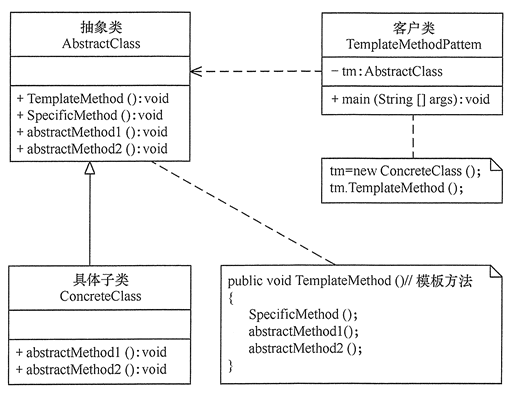 抽象类
AbstractClass
+ TemplateMethod (): void
+ SpecificMethod (): void
+ abstractMethod1 (): void
+ abstractMethod2 (): void
客户类
TemplateMethodPattem
− tm: AbstractClass
+ main (String [] args): void
tm=new ConcreteClass ();
tm.TemplateMethod ();
具体子类
ConcreteClass
+ abstractMethod1 (): void
+ abstractMethod2 (): void
public void TemplateMethod ()// 模板方法
{
SpecificMethod ();
abstractMethod1();
abstractMethod2 ();
}